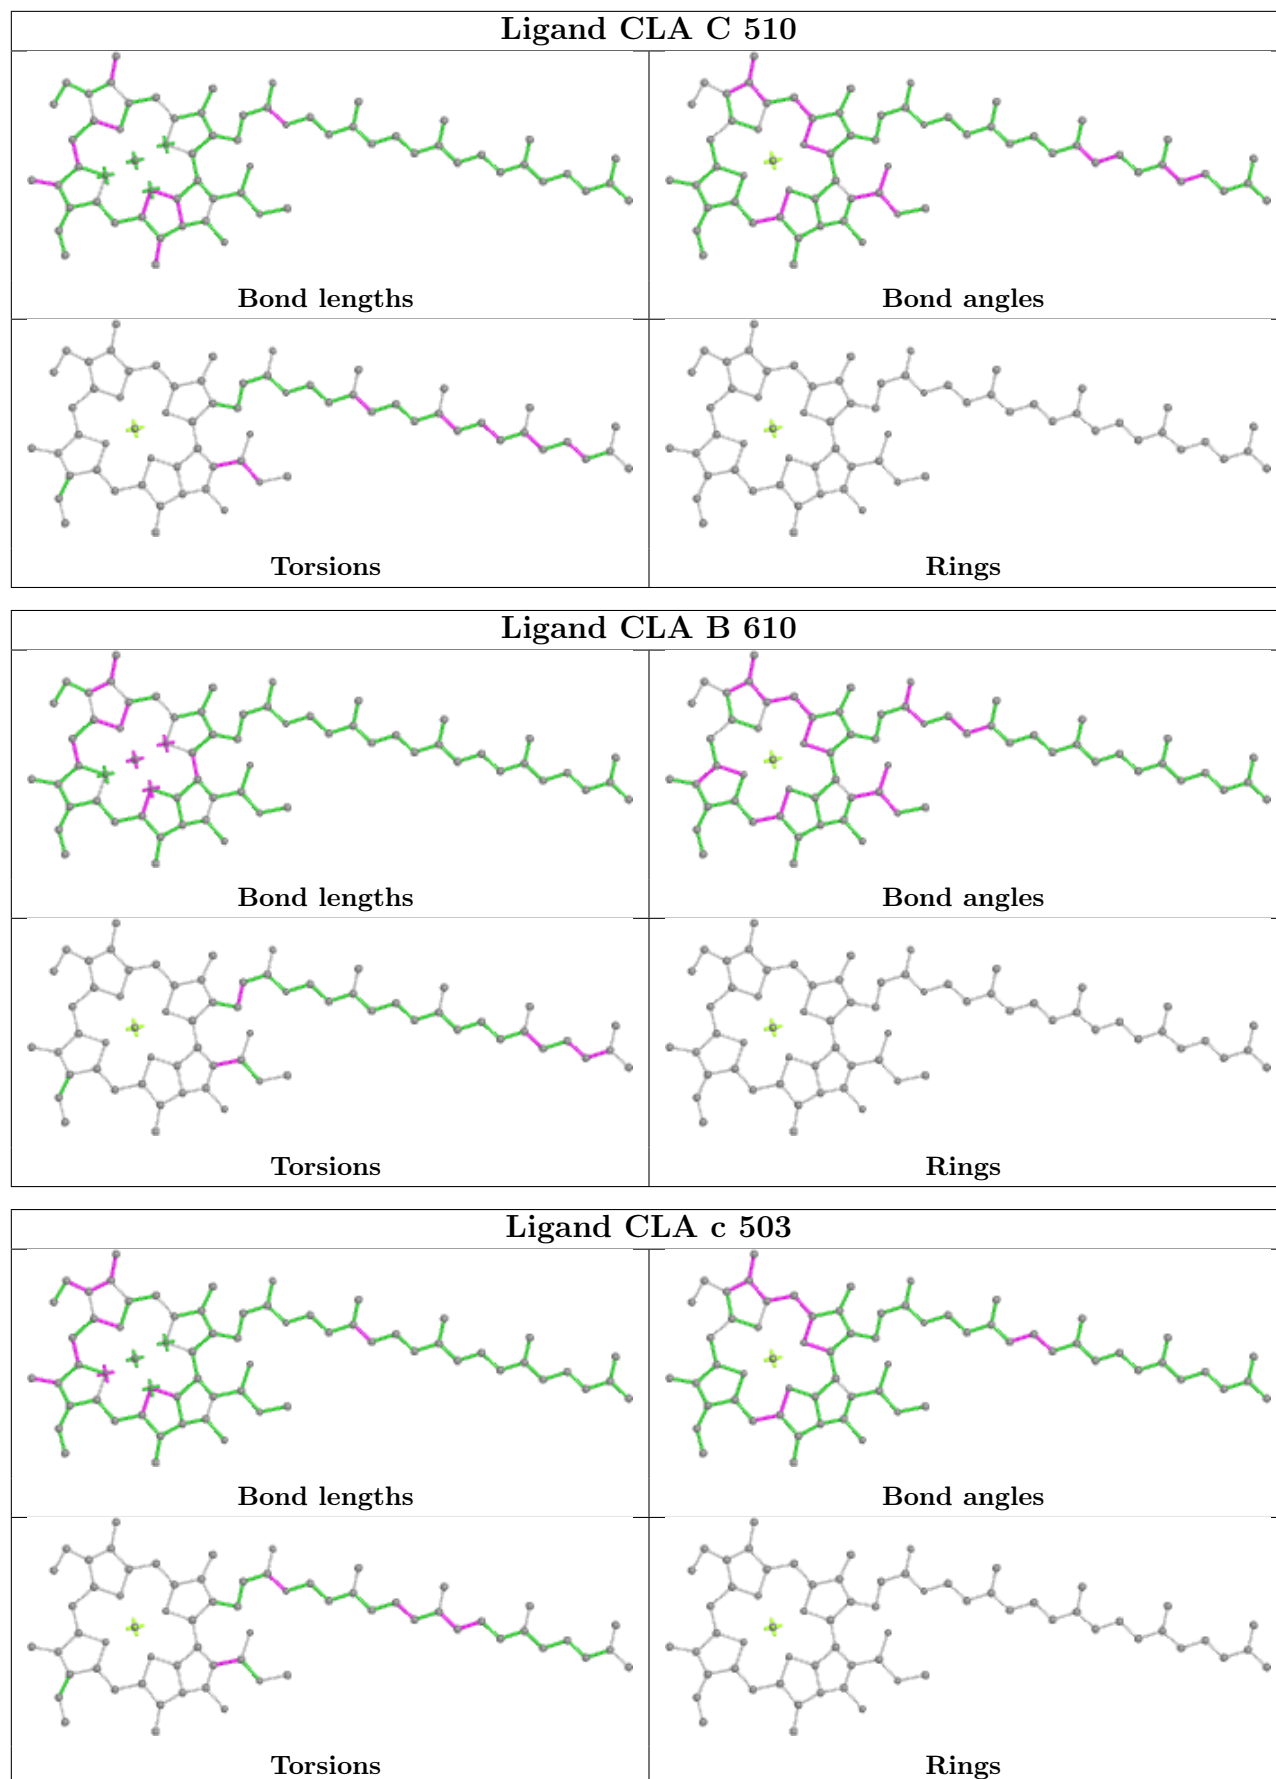 Ligand CLA C 510
Bond lengths
Bond angles
Torsions
Rings
Ligand CLA B 610
Bond lengths
Bond angles
Torsions
Rings
Ligand CLA c 503
Bond lengths
Bond angles
Torsions
Rings